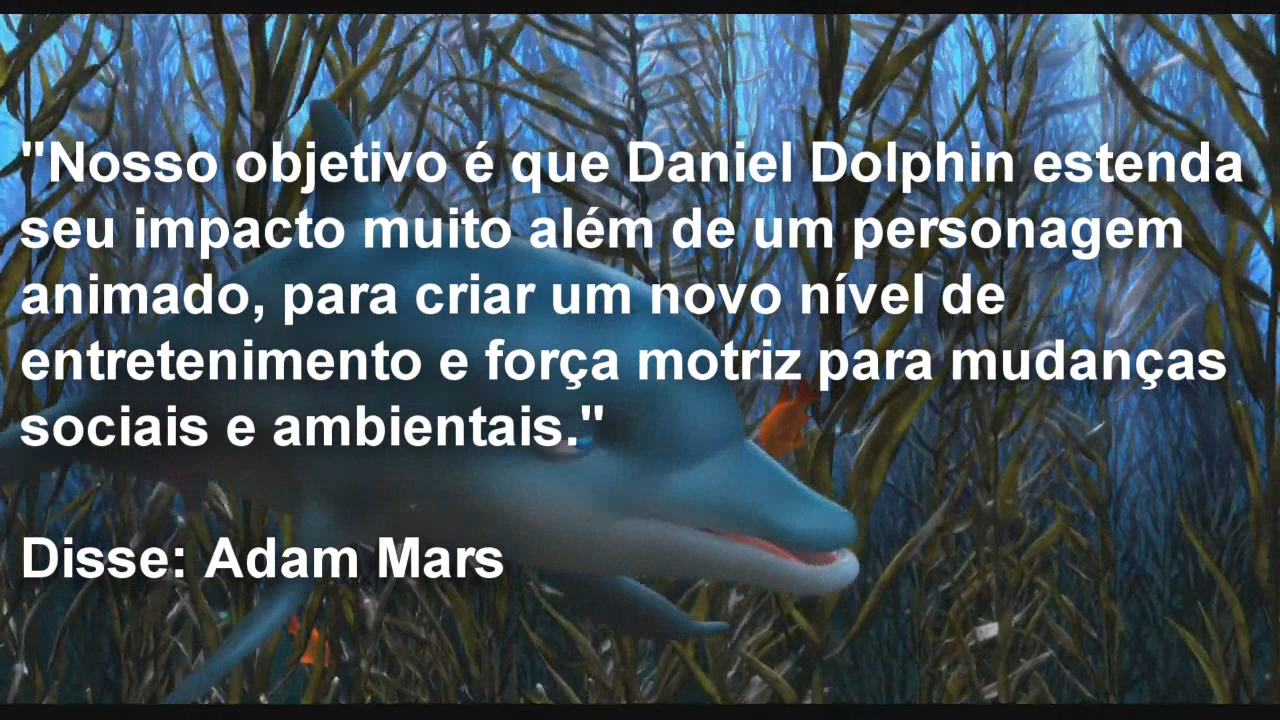 "Nosso objetivo é que Daniel Dolphin estenda
seu impacto muito além de um personagem
animado, para criar um novo nível de
entretenimento e força motriz para mudanças
sociais e ambientais."
Disse: Adam Mars